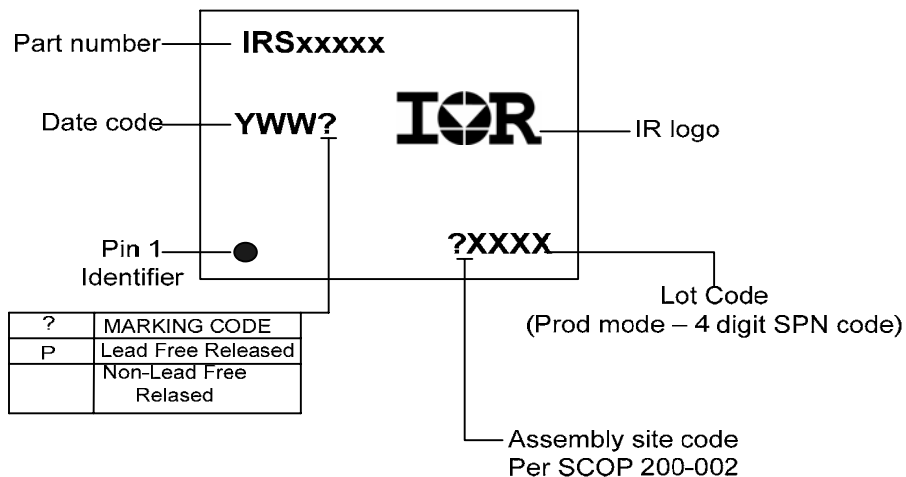 Part number
IRSxxxxx
Date code
YWW?
IOR
IR logo
Pin 1
Identifier
?XXXX
Lot Code
(Prod mode – 4 digit SPN code)
? MARKING CODE
P Lead Free Released
Non-Lead Free
Relased
Assembly site code
Per SCOP 200-002